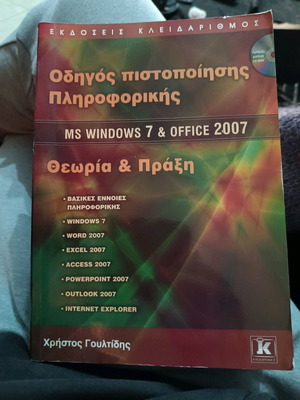 ΕΚΔΟΣΕΙΣ ΚΛΕΙΔΑΡΙΘΜΟΣ
Οδηγός πιστοποίησης
Πληροφορικής
MS WINDOWS 7 & OFFICE 2007
Θεωρία & Πράξη
• ΒΑΣΙΚΕΣ ΕΝΝΟΙΕΣ
ΠΛΗΡΟΦΟΡΙΚΗΣ
• WINDOWS 7
• WORD 2007
• EXCEL 2007
• ACCESS 2007
• POWERPOINT 2007
• OUTLOOK 2007
• INTERNET EXPLORER
Χρήστος Γουλτίδης
Κ
ΚΛΕΙΔΑΡΙΘΜΟΣ